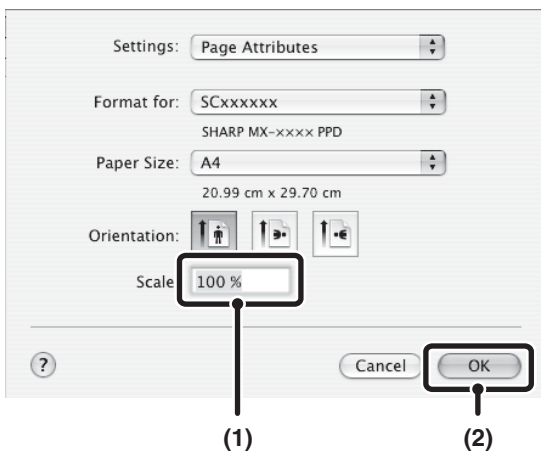 Settings: Page Attributes
Format for: SCxxxxxx
SHARP MX-×××× PPD
Paper Size: A4
20.99 cm x 29.70 cm
Orientation:
Scale 100 %
? Cancel OK
(1) (2)